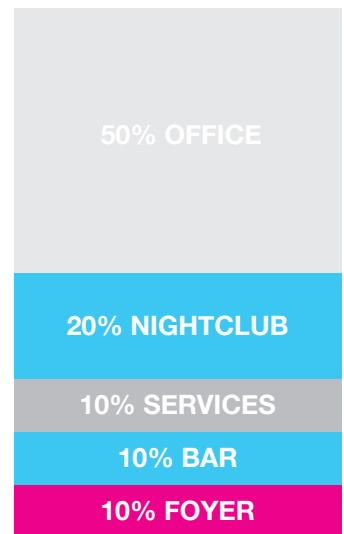 50% OFFICE
20% NIGHTCLUB
10% SERVICES
10% BAR
10% FOYER